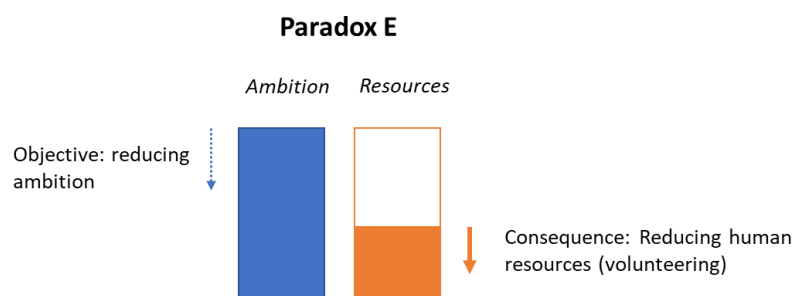 Paradox E
Ambition
Resources
Objective: reducing
ambition
Consequence: Reducing human
resources (volunteering)